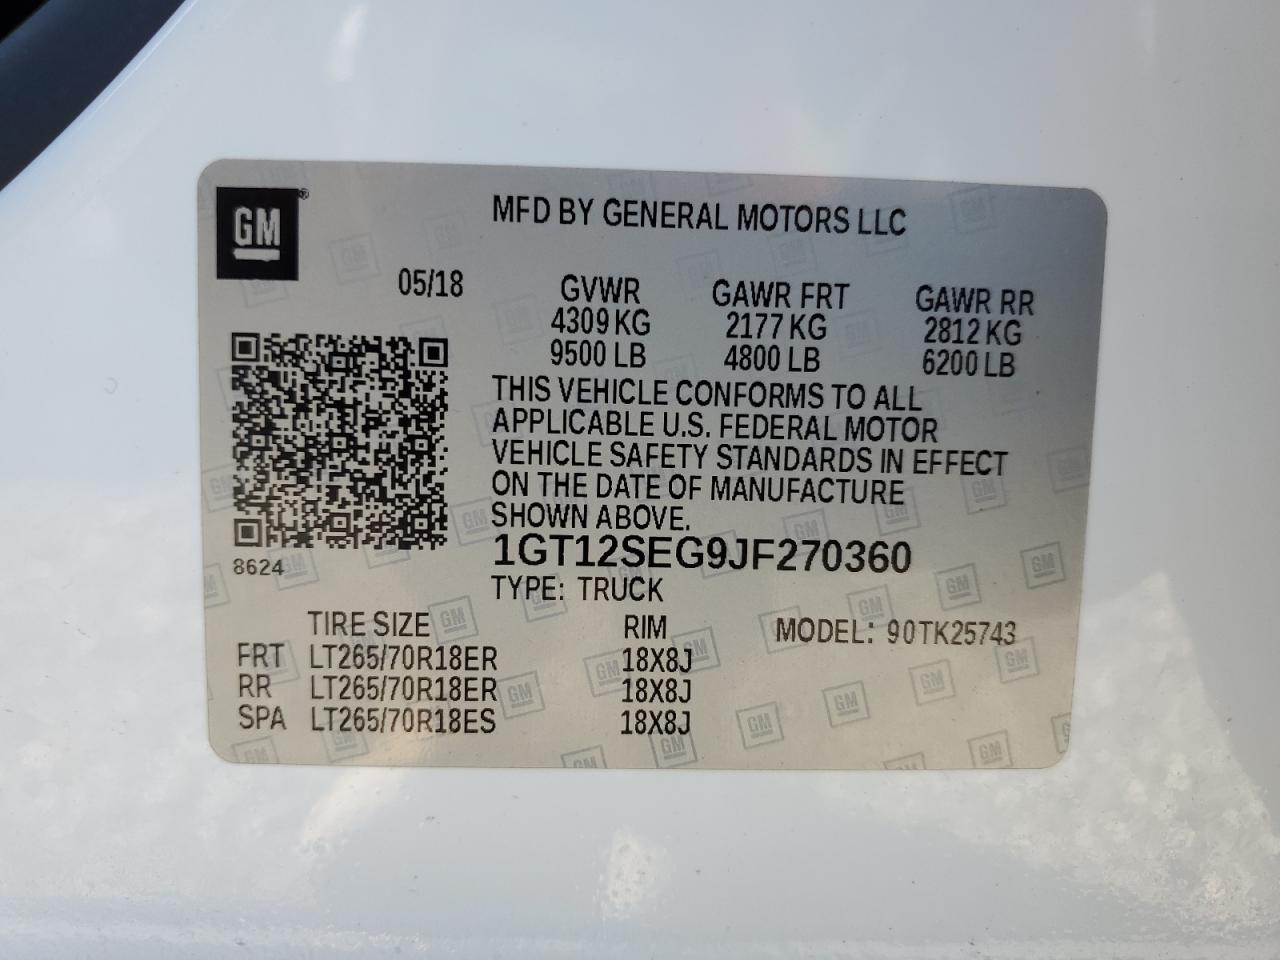 GM ®
MFD BY GENERAL MOTORS LLC
05/18 GVWR GAWR FRT GAWR RR
4309 KG 2177 KG 2812 KG
9500 LB 4800 LB 6200 LB
THIS VEHICLE CONFORMS TO ALL
APPLICABLE U.S. FEDERAL MOTOR
VEHICLE SAFETY STANDARDS IN EFFECT
ON THE DATE OF MANUFACTURE
SHOWN ABOVE.
1GT12SEG9JF270360
8624
TYPE: TRUCK
TIRE SIZE RIM MODEL: 90TK25743
FRT LT265/70R18ER 18X8J
RR LT265/70R18ER 18X8J
SPA LT265/70R18ES 18X8J